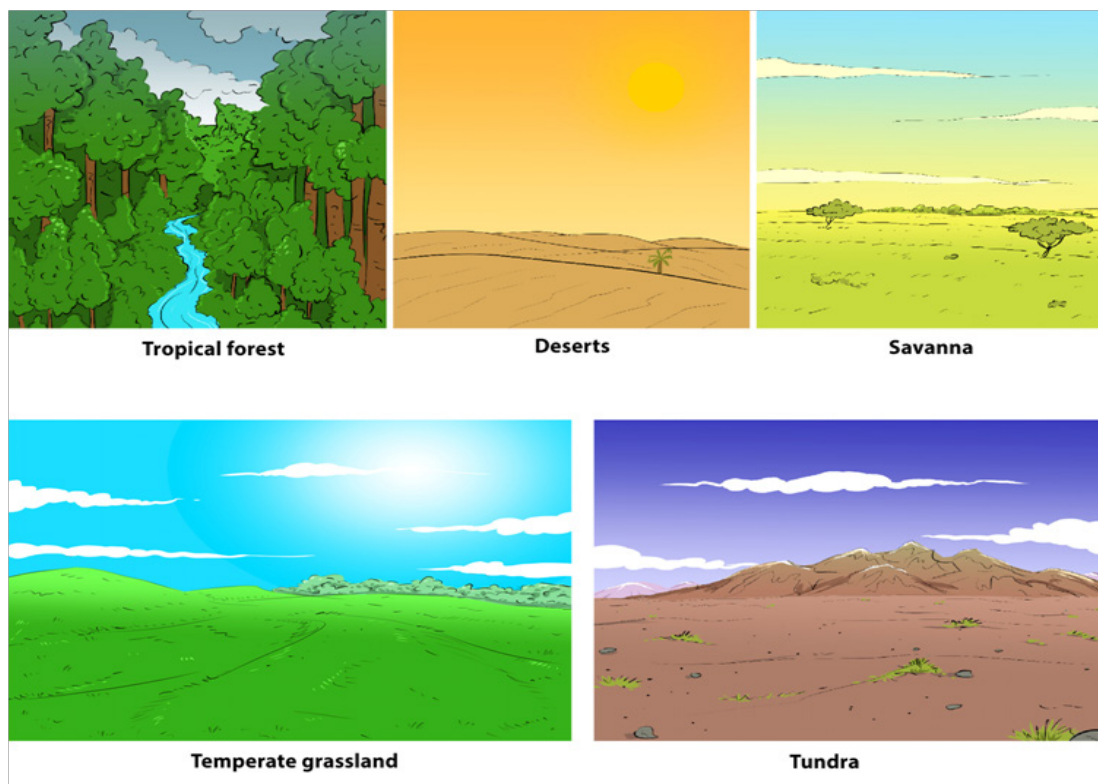 Tropical forest
Deserts
Savanna
Temperate grassland
Tundra